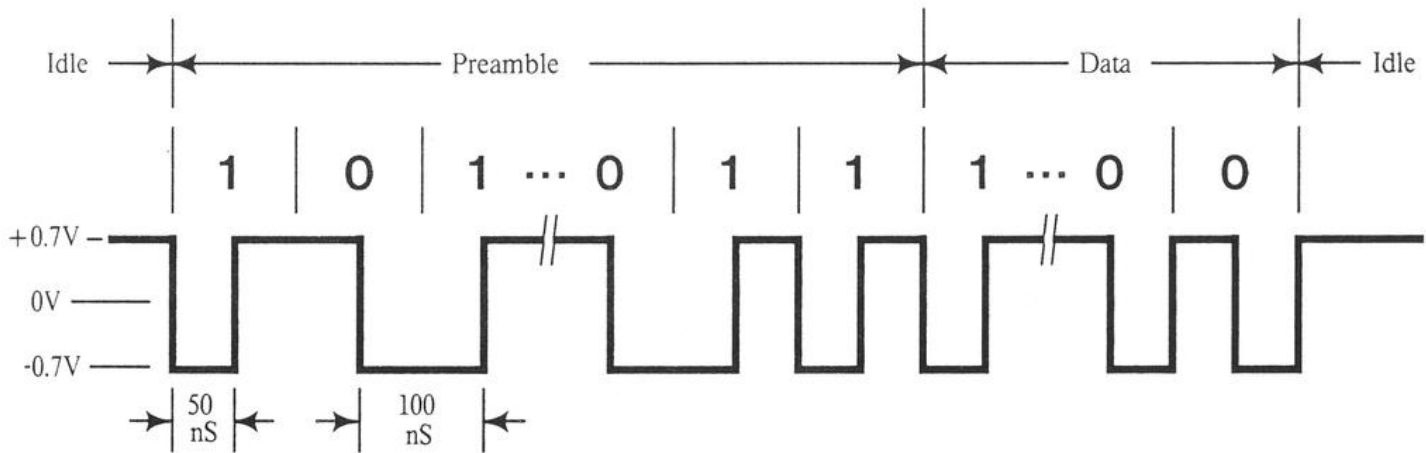 Idle Preamble Data Idle
1 0 1 ... 0 1 1 1 ... 0 0
+0.7V
0V
-0.7V
50
nS
100
nS